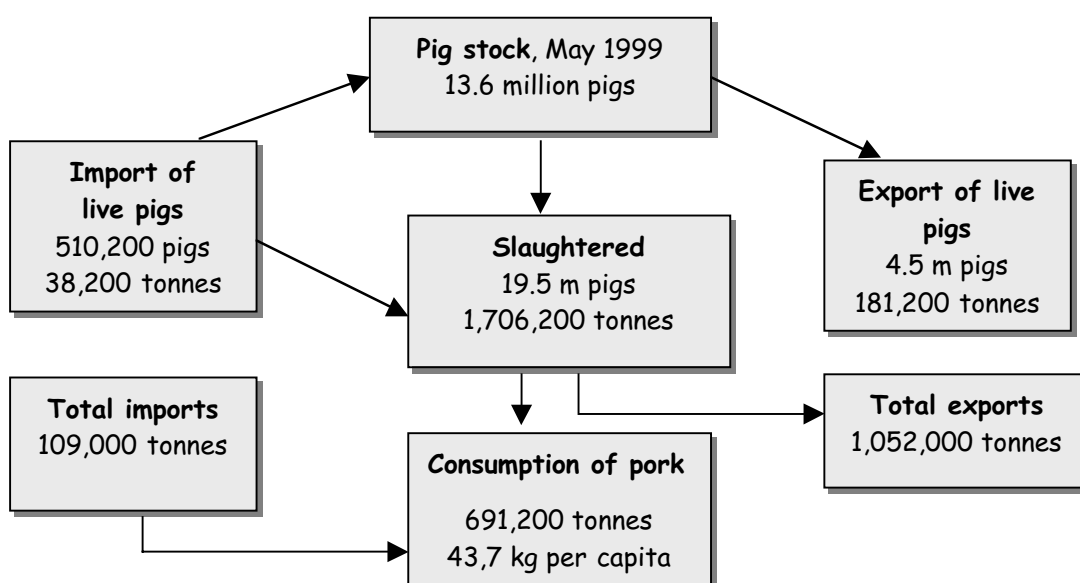 Pig stock, May 1999
13.6 million pigs
Import of
live pigs
510,200 pigs
38,200 tonnes
Export of live
pigs
4.5 m pigs
181,200 tonnes
Slaughtered
19.5 m pigs
1,706,200 tonnes
Total imports
109,000 tonnes
Total exports
1,052,000 tonnes
Consumption of pork
691,200 tonnes
43,7 kg per capita